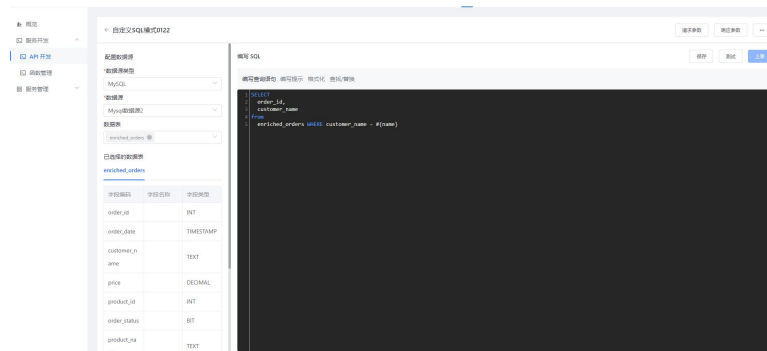 概览
服务开发
API 开发
函数管理
服务管理
← 自定义SQL模式0122
请求参数 响应参数 ...
配置数据源
*数据源类型
MySQL
*数据源
Mysql数据源2
数据表
enriched_orders
已选择的数据表
enriched_orders
字段编码 字段名称 字段类型
order_id INT
order_date TIMESTAMP
customer_n
ame
TEXT
price DECIMAL
product_id INT
order_status BIT
product_na
TEXT
编写 SQL
保存 测试 上架
编写查询语句 编写提示 格式化 查找/替换
1 SELECT
2 order_id,
3 customer_name
4 from
5 enriched_orders WHERE customer_name = #{name}